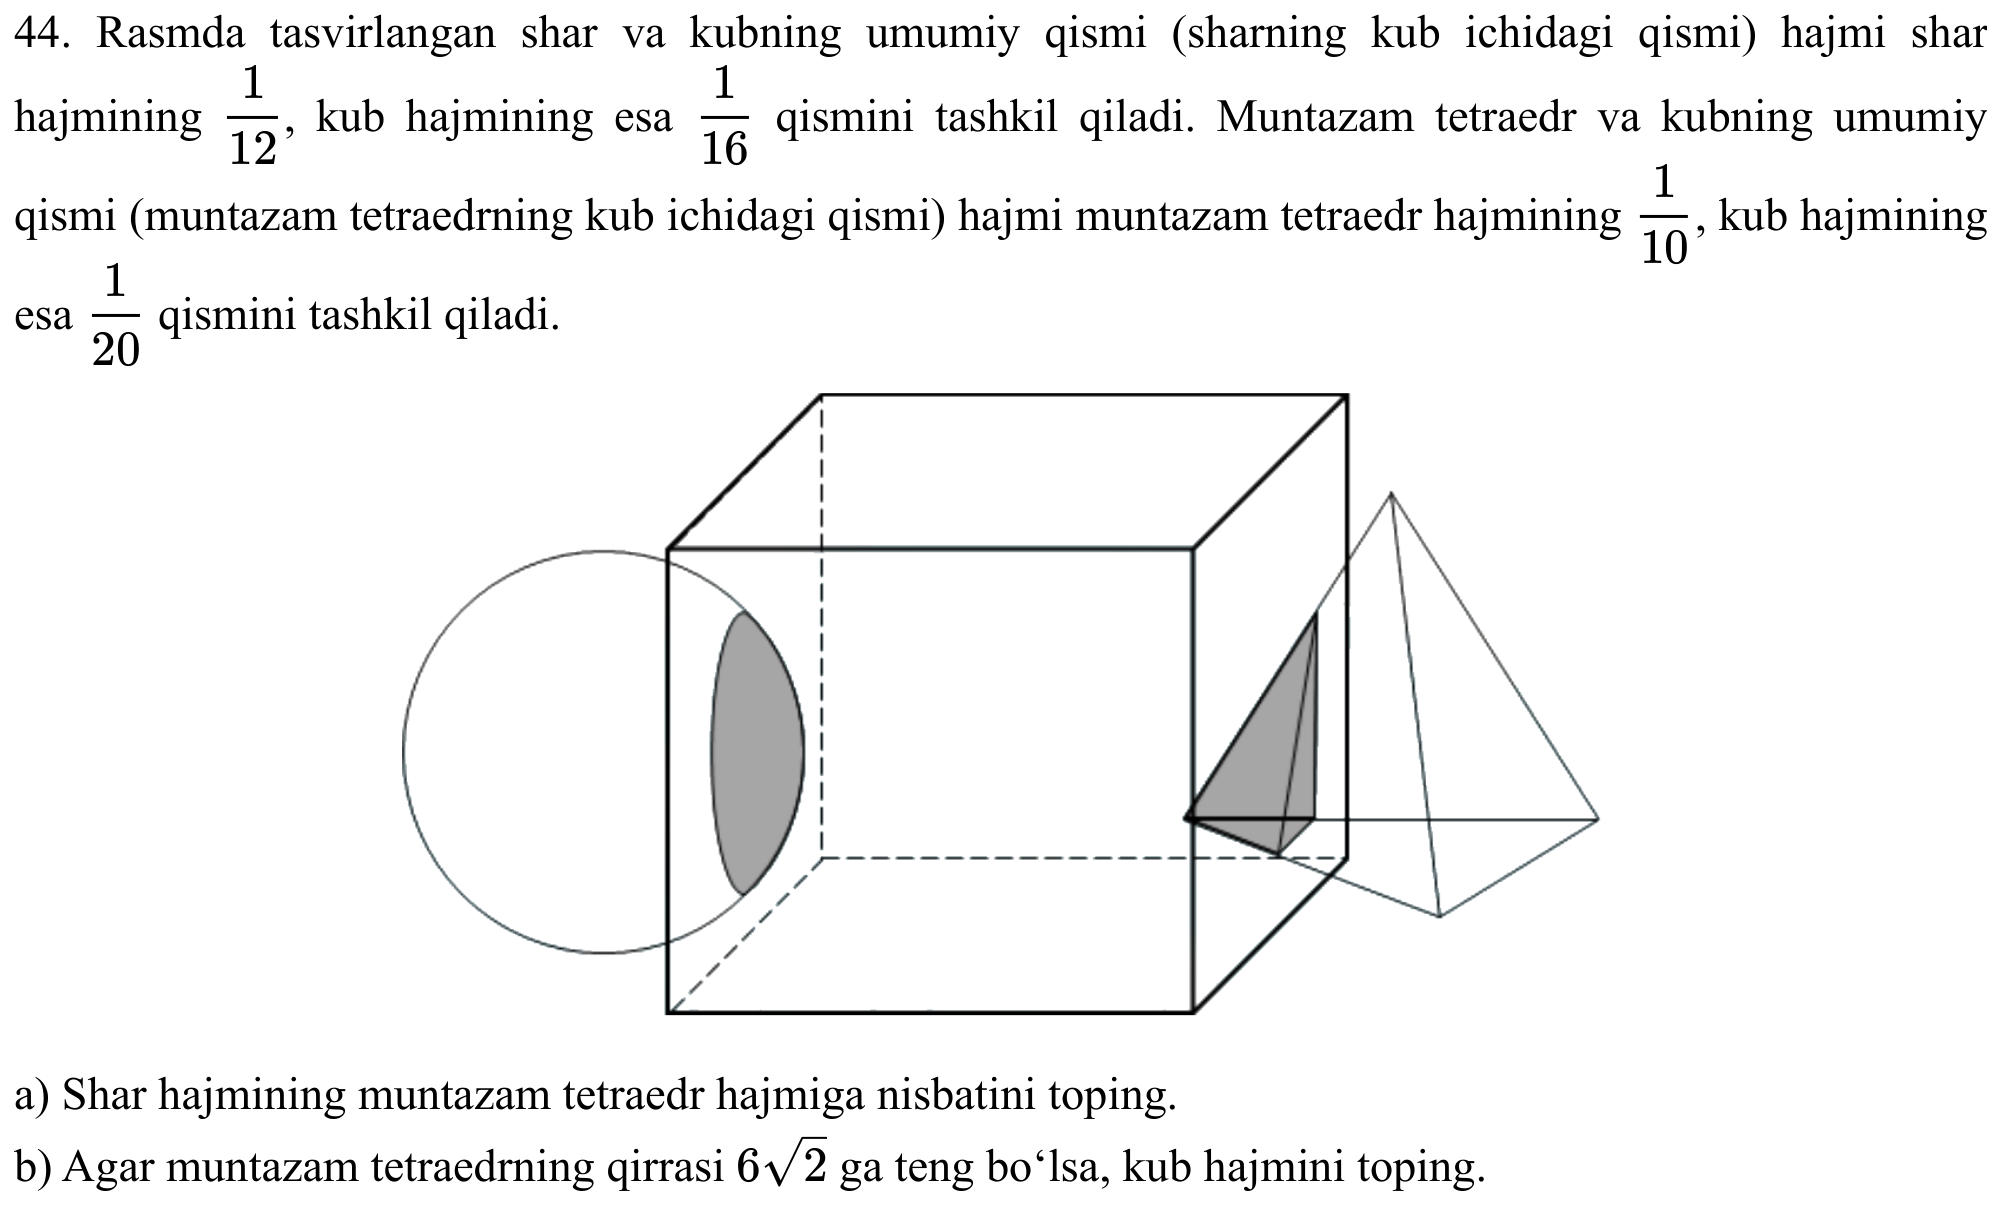 44. Rasmda tasvirlangan shar va kubning umumiy qismi (sharning kub ichidagi qismi) hajmi shar
hajmining 1/12, kub hajmining esa 1/16 qismini tashkil qiladi. Muntazam tetraedr va kubning umumiy
qismi (muntazam tetraedrning kub ichidagi qismi) hajmi muntazam tetraedr hajmining 1/10, kub hajmining
esa 1/20 qismini tashkil qiladi.
a) Shar hajmining muntazam tetraedr hajmiga nisbatini toping.
b) Agar muntazam tetraedrning qirrasi 6√2 ga teng bo‘lsa, kub hajmini toping.